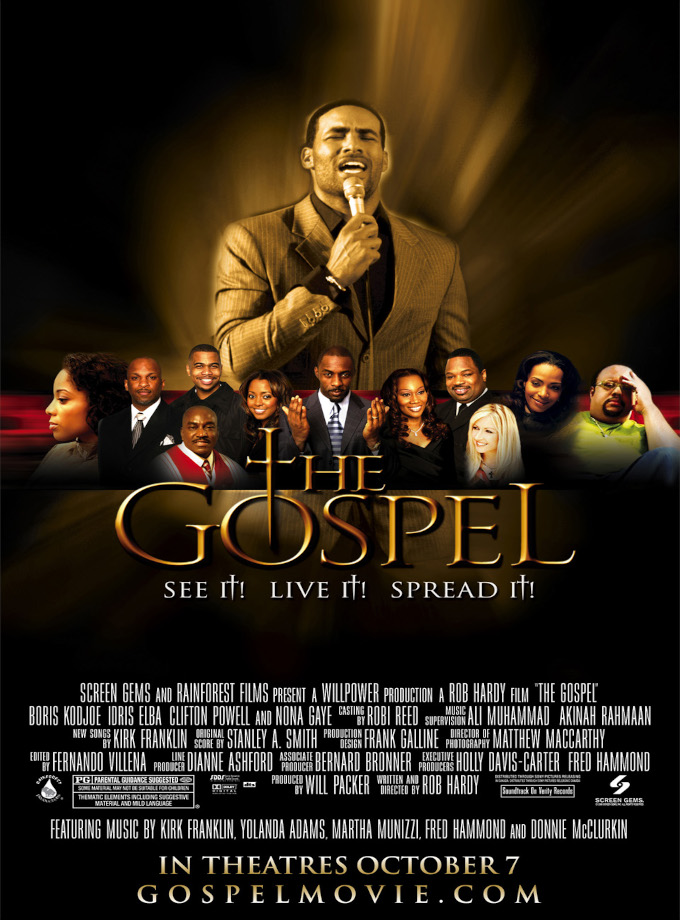 THE
GOSPEL
SEE IT! LIVE IT! SPREAD IT!
SCREEN GEMS AND RAINFOREST FILMS PRESENT A WILLPOWER PRODUCTION A ROB HARDY FILM "THE GOSPEL"
BORIS KODJOE IDRIS ELBA CLIFTON POWELL AND NONA GAYE CASTING BY ROBI REED MUSIC SUPERVISION ALI MUHAMMAD AKINAH RAHMAAN
NEW SONGS BY KIRK FRANKLIN ORIGINAL SCORE BY STANLEY A. SMITH PRODUCTION DESIGN FRANK GALLINE DIRECTOR OF PHOTOGRAPHY MATTHEW MACCARTHY
EDITED BY FERNANDO VILLENA LINE PRODUCER DIANNE ASHFORD ASSOCIATE PRODUCER BERNARD BRONNER EXECUTIVE PRODUCERS HOLLY DAVIS-CARTER FRED HAMMOND
PRODUCED BY WILL PACKER WRITTEN AND DIRECTED BY ROB HARDY
PG PARENTAL GUIDANCE SUGGESTED
SOME MATERIAL MAY NOT BE SUITABLE FOR CHILDREN
THEMATIC ELEMENTS INCLUDING SUGGESTIVE
MATERIAL AND MILD LANGUAGE
DOLBY
DIGITAL
dts
Soundtrack On Verity Records
SCREEN GEMS
FEATURING MUSIC BY KIRK FRANKLIN, YOLANDA ADAMS, MARTHA MUNIZZI, FRED HAMMOND AND DONNIE McCLURKIN
IN THEATRES OCTOBER 7
GOSPELMOVIE.COM